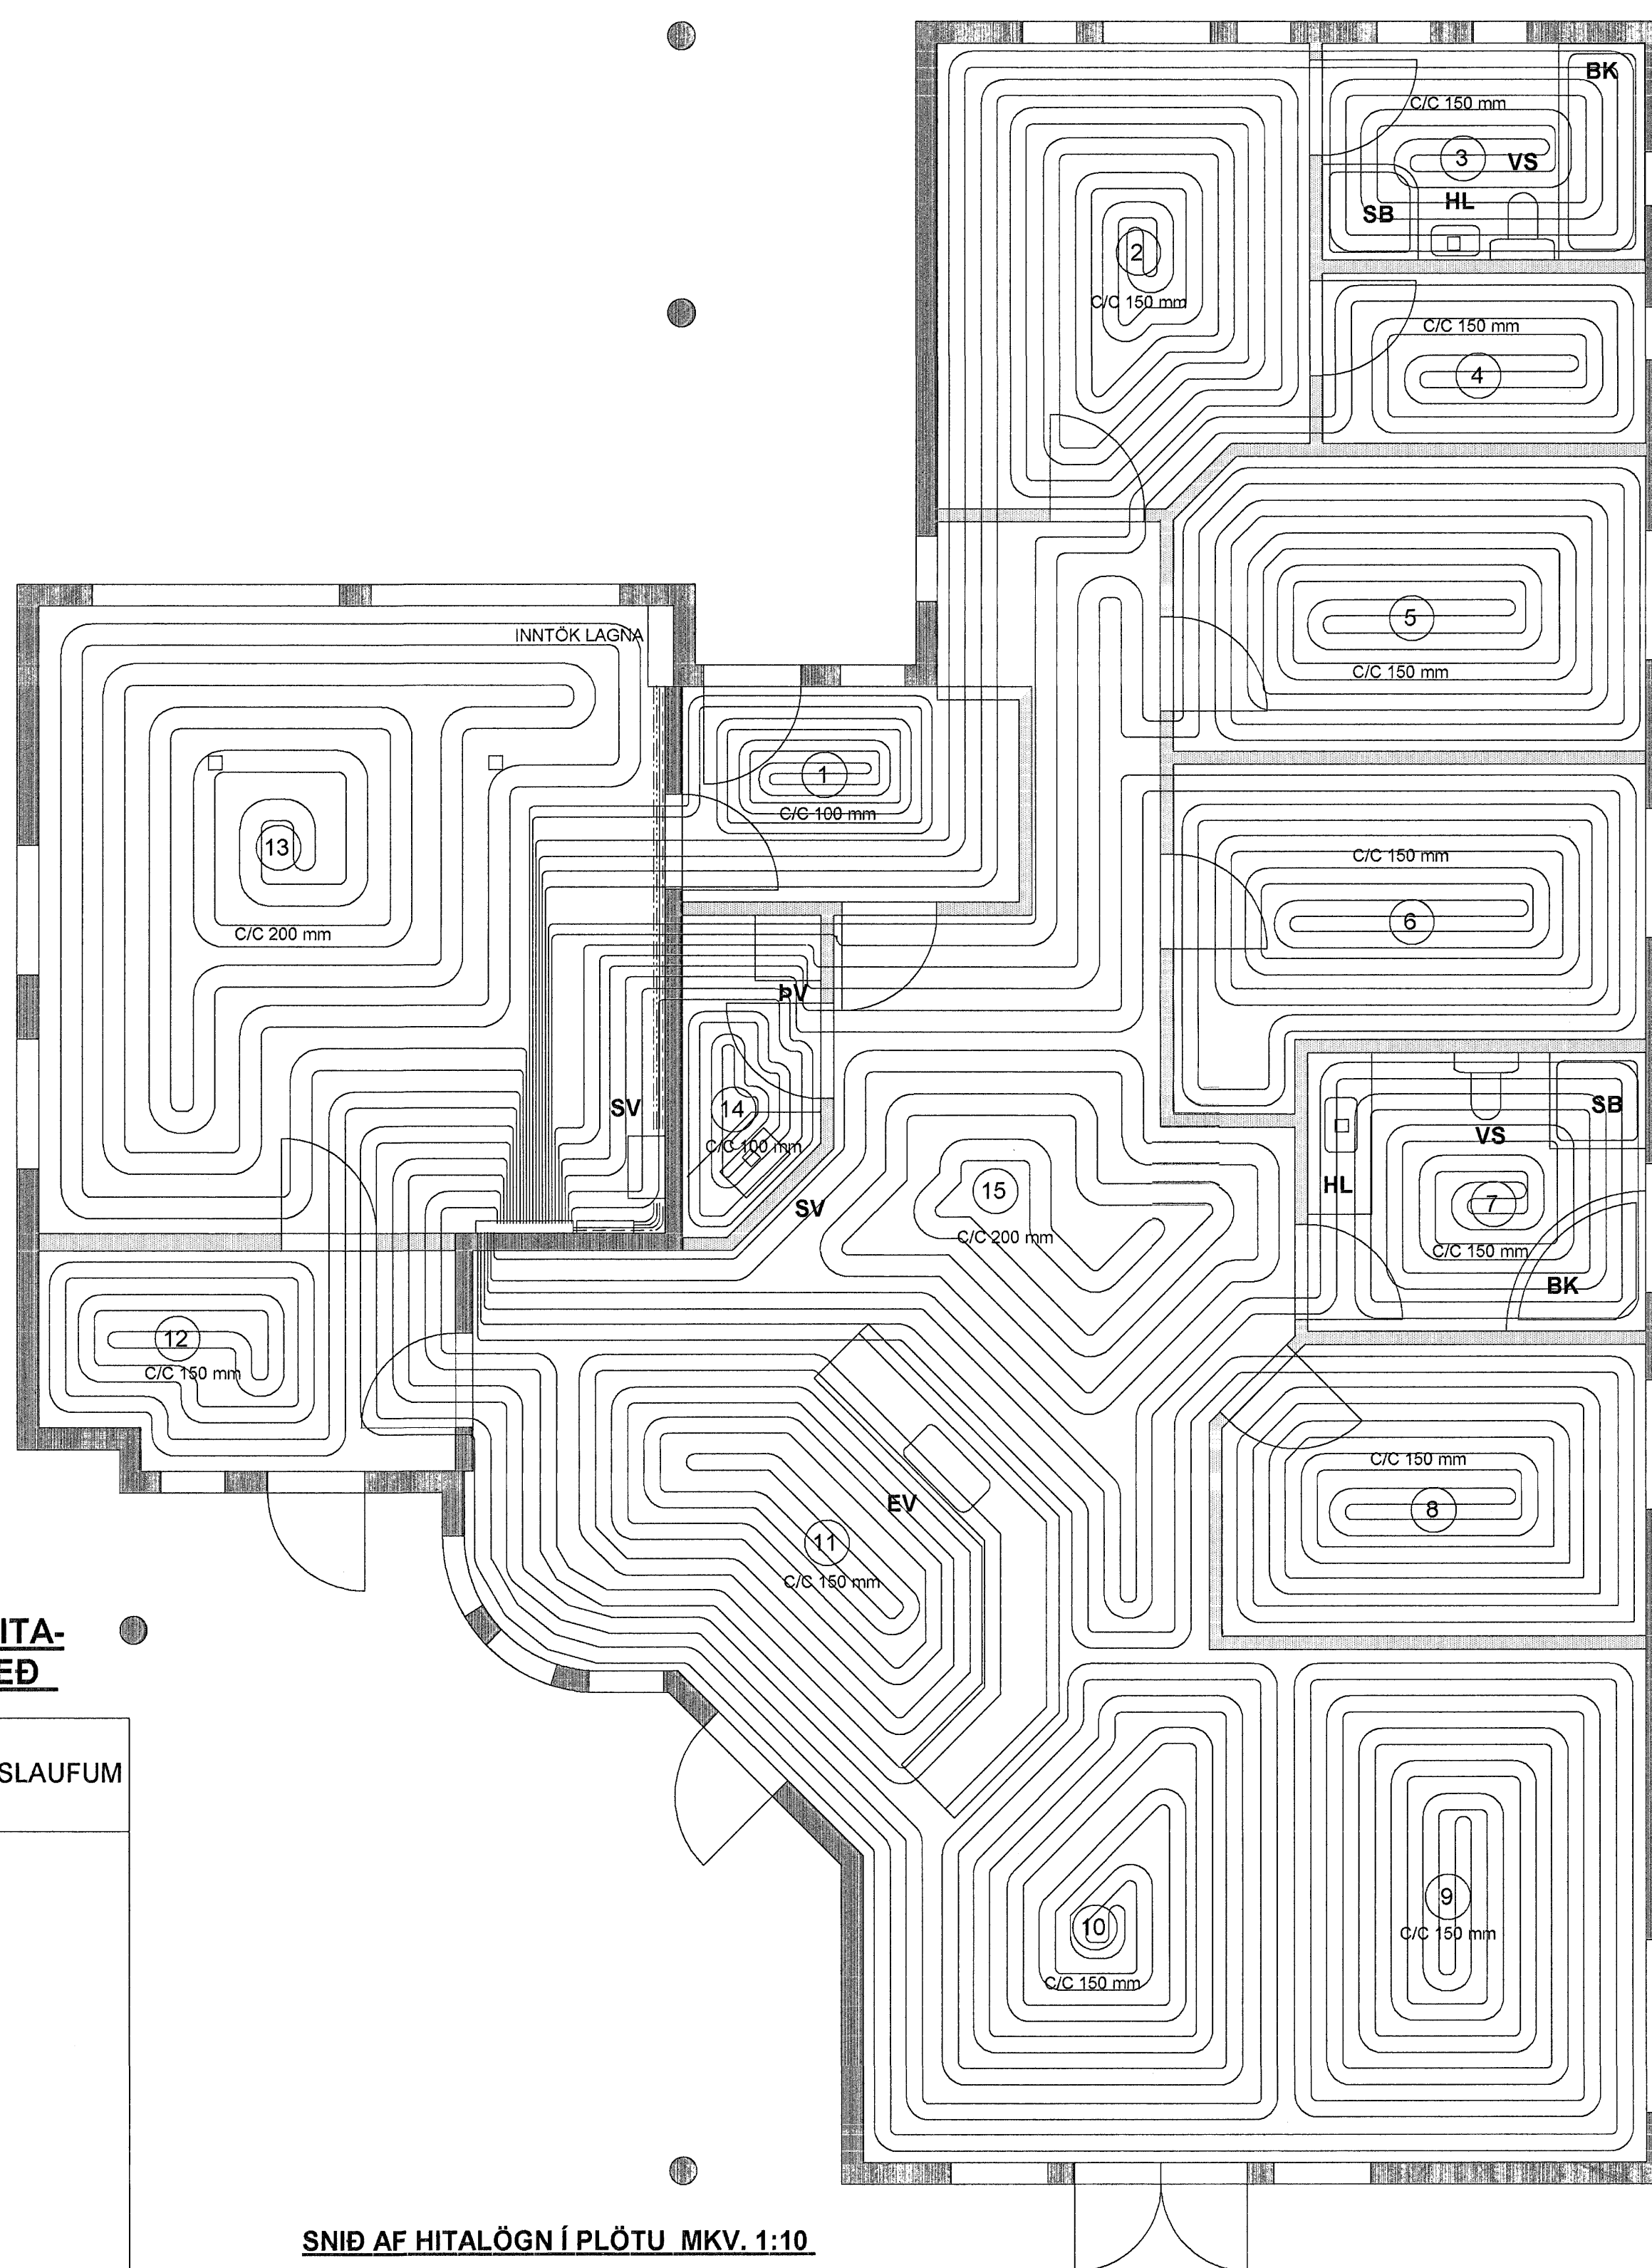 BK
C/C 150 mm
3
VS
HL
SB
2
C/C 150 mm
C/C 150 mm
4
5
C/C 150 mm
INNTÖK LAGNA
1
C/C 100 mm
13
C/C 200 mm
C/C 150 mm
6
ÞV
14
C/C 100 mm
SV
SV
15
C/C 200 mm
SB
VS
HL
7
C/C 150 mm
BK
12
C/C 150 mm
C/C 150 mm
8
EV
11
C/C 150 mm
ITA-
EÐ
SLAUFUM
9
C/C 150 mm
10
C/C 150 mm
SNIÐ AF HITALÖGN Í PLÖTU MKV. 1:10